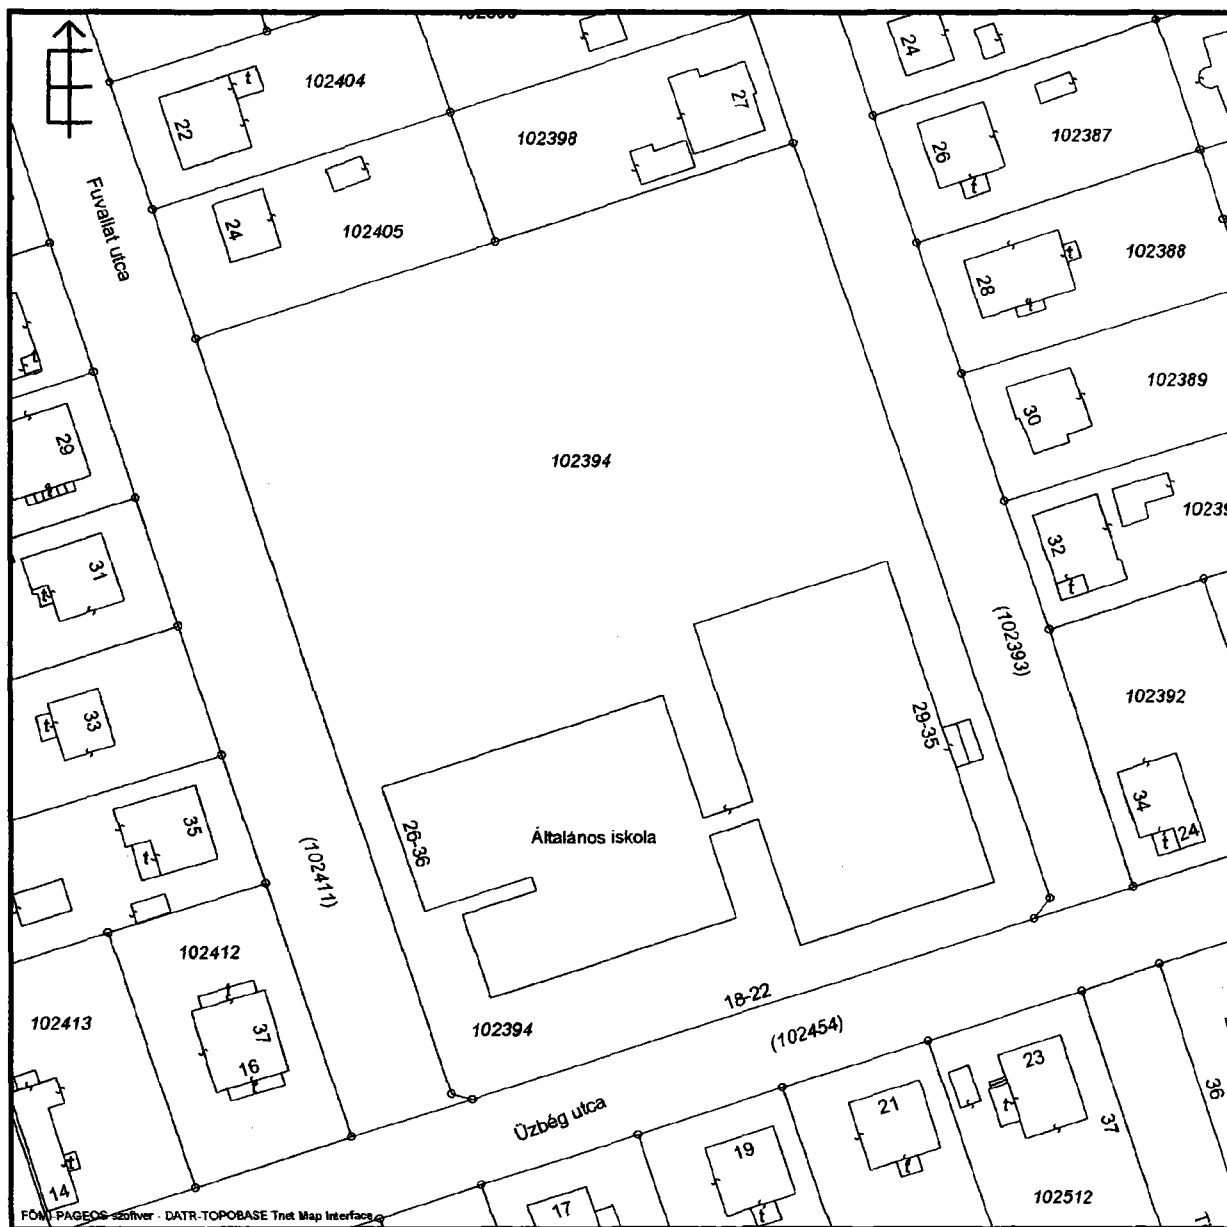 102404
22
t
102398
27
24
26
102387
t
Fuvallat utca
24
102405
28
t
t
102388
t
30
102389
29
t
102394
31
t
32
t
(102393)
102392
33
t
29-35
35
t
26-36
Általános iskola
34
t
24
(102411)
102412
t
37
16
t
102413
102394
18-22
(102454)
Üzbég utca
23
t
21
t
37
36
19
t
14
t
17
102512
FÖMI PAGEOS szoftver - DATR-TOPOBASE Tnet Map Interface